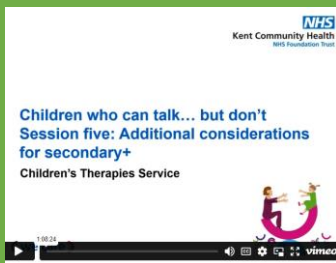 NHS
Kent Community Health
NHS Foundation Trust
Children who can talk… but don't
Session five: Additional considerations
for secondary+
Children's Therapies Service
1:08:24
vimeo